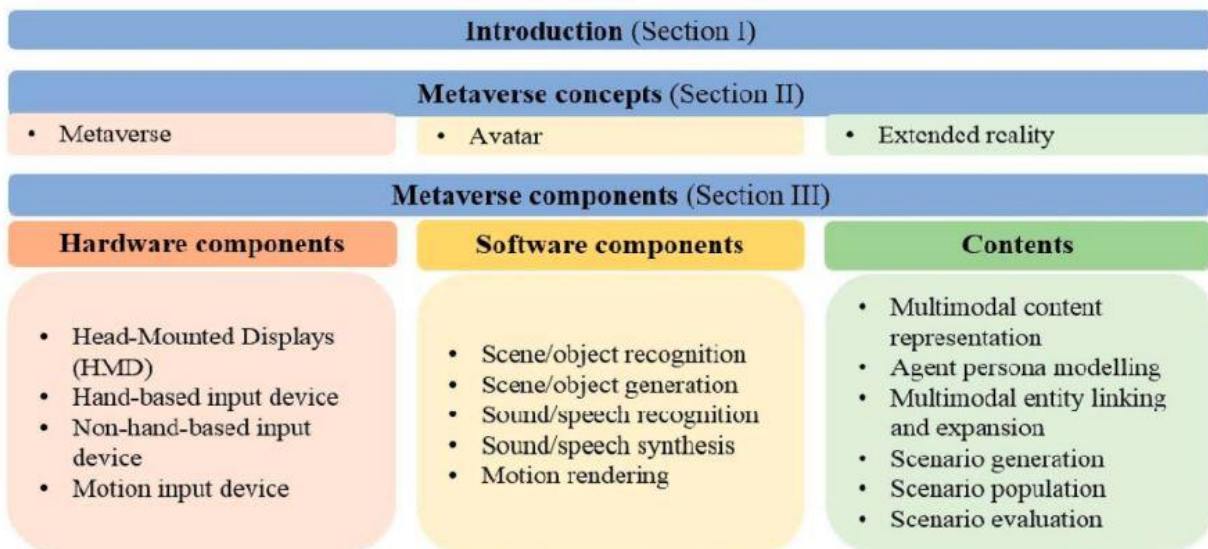 Introduction (Section I)
Metaverse concepts (Section II)
• Metaverse
• Avatar
• Extended reality
Metaverse components (Section III)
Hardware components
• Head-Mounted Displays
(HMD)
• Hand-based input device
• Non-hand-based input
device
• Motion input device
Software components
• Scene/object recognition
• Scene/object generation
• Sound/speech recognition
• Sound/speech synthesis
• Motion rendering
Contents
• Multimodal content
representation
• Agent persona modelling
• Multimodal entity linking
and expansion
• Scenario generation
• Scenario population
• Scenario evaluation